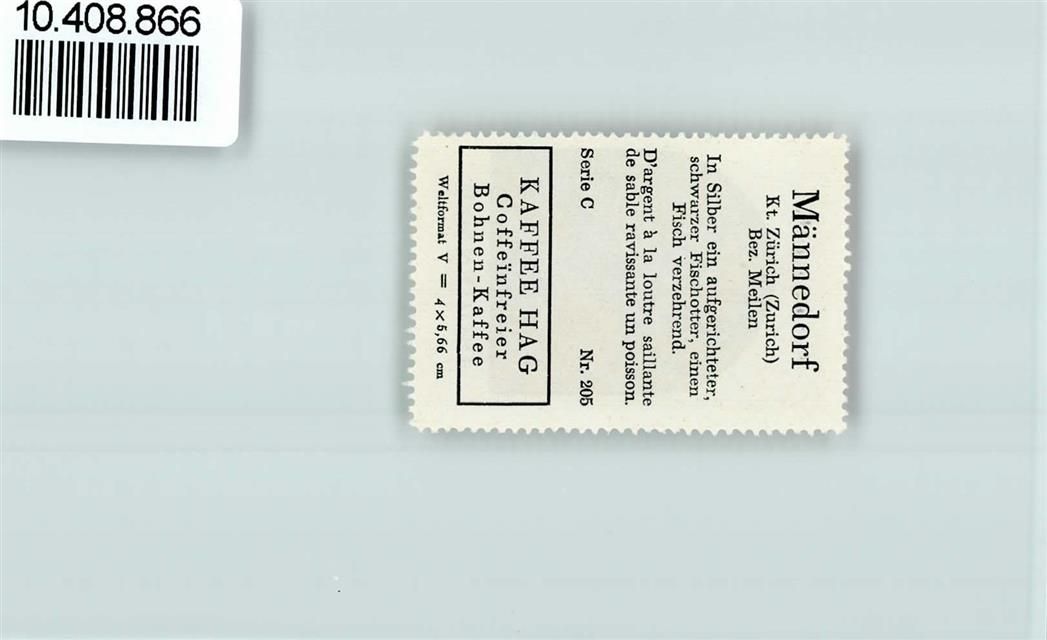 10.408.866
Männedorf
Kt. Zürich (Zurich)
Bez. Meilen
In Silber ein aufgerichteter,
schwarzer Fischotter, einen
Fisch verzehrend.
D'argent à la loutre saillante
de sable ravissante un poisson.
Serie C Nr. 205
KAFFEE HAG
Coffeïnfreier
Bohnen-Kaffee
Weltformat V = 4 × 5,66 cm